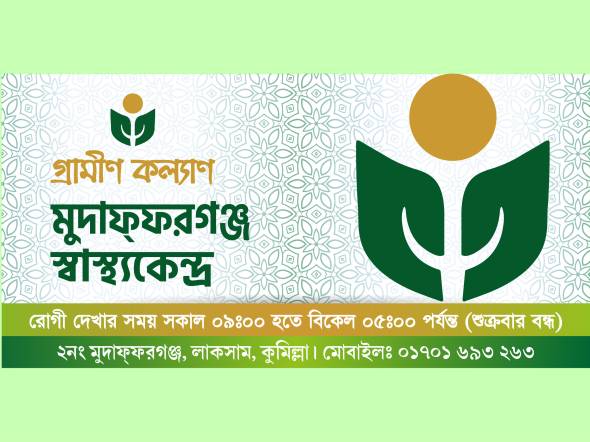 গ্রামীণ কল্যাণ
মুদাফ্ফরগঞ্জ
স্বাস্থ্যকেন্দ্র
রোগী দেখার সময় সকাল ০৯ঃ০০ হতে বিকেল ০৫ঃ০০ পর্যন্ত (শুক্রবার বন্ধ)
২নং মুদাফ্ফরগঞ্জ, লাকসাম, কুমিল্লা। মোবাইলঃ ০১৭০১ ৬৯৩ ২৬৩